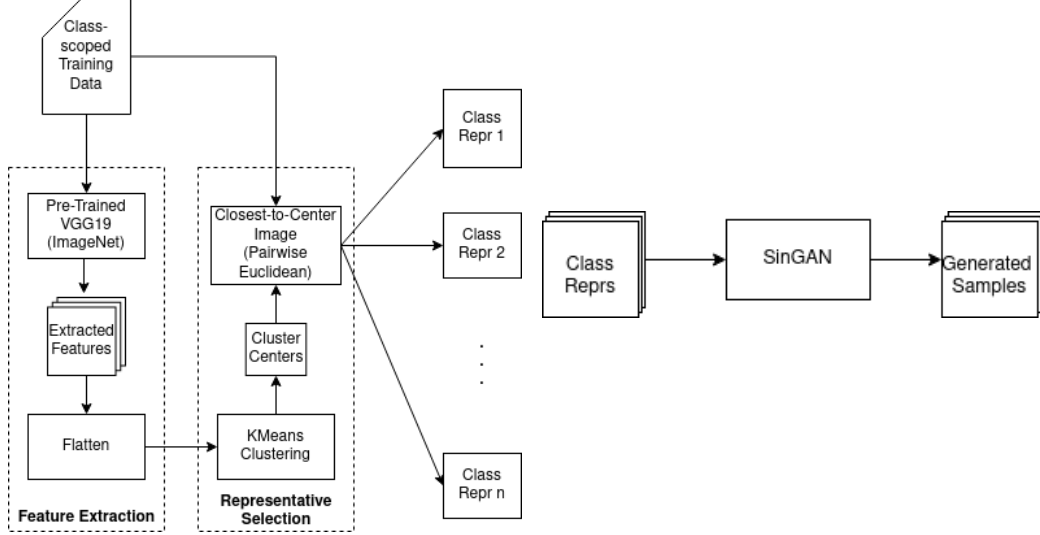 Class-
scoped
Training
Data
Pre-Trained
VGG19
(ImageNet)
Extracted
Features
Flatten
Feature Extraction
Closest-to-Center
Image
(Pairwise
Euclidean)
Cluster
Centers
KMeans
Clustering
Representative
Selection
Class
Repr 1
Class
Repr 2
.
.
.
Class
Repr n
Class
Reprs
SinGAN
Generated
Samples